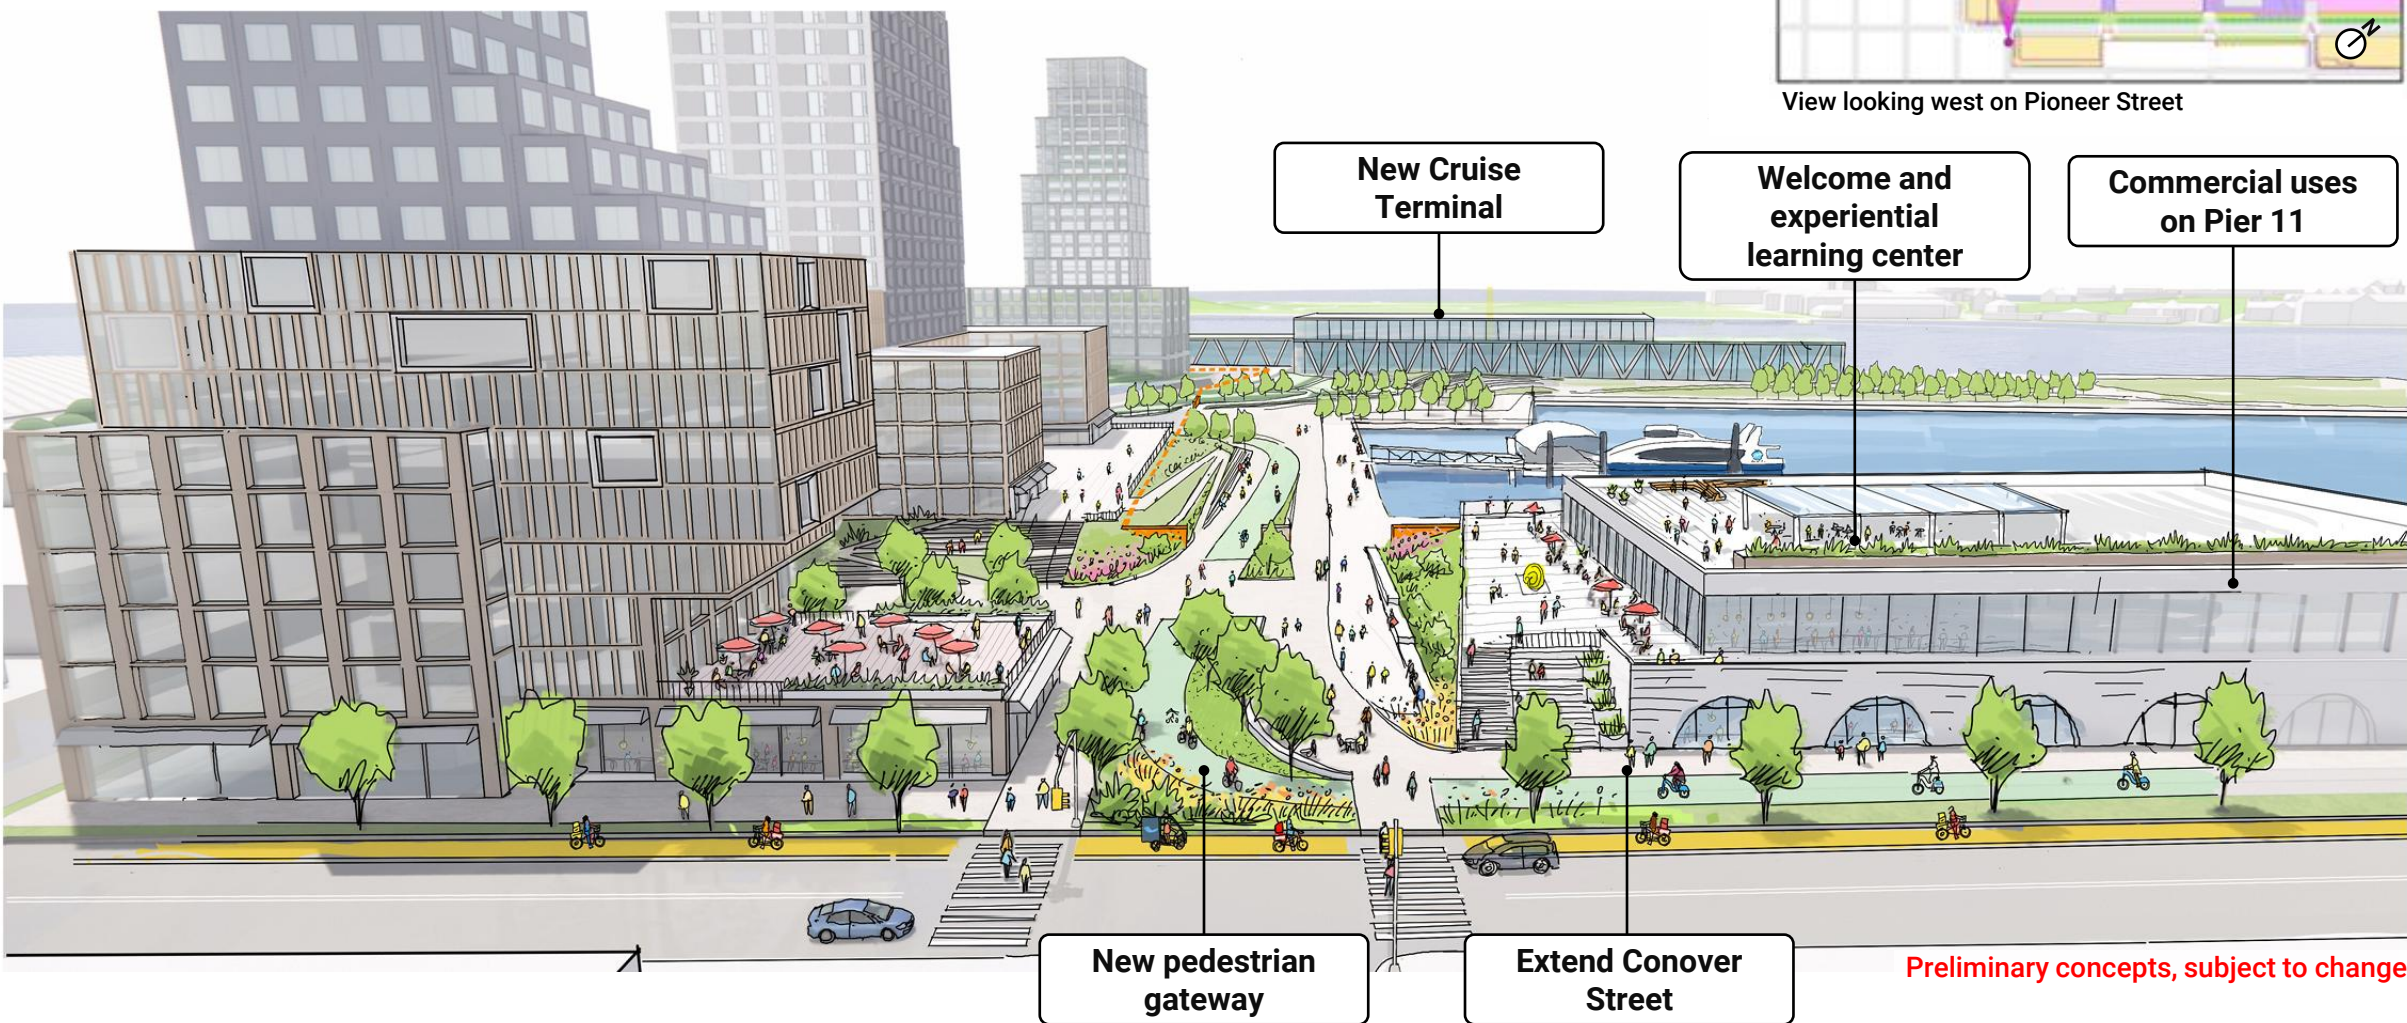 N
View looking west on Pioneer Street
New Cruise
Terminal
Welcome and
experiential
learning center
Commercial uses
on Pier 11
New pedestrian
gateway
Extend Conover
Street
Preliminary concepts, subject to change